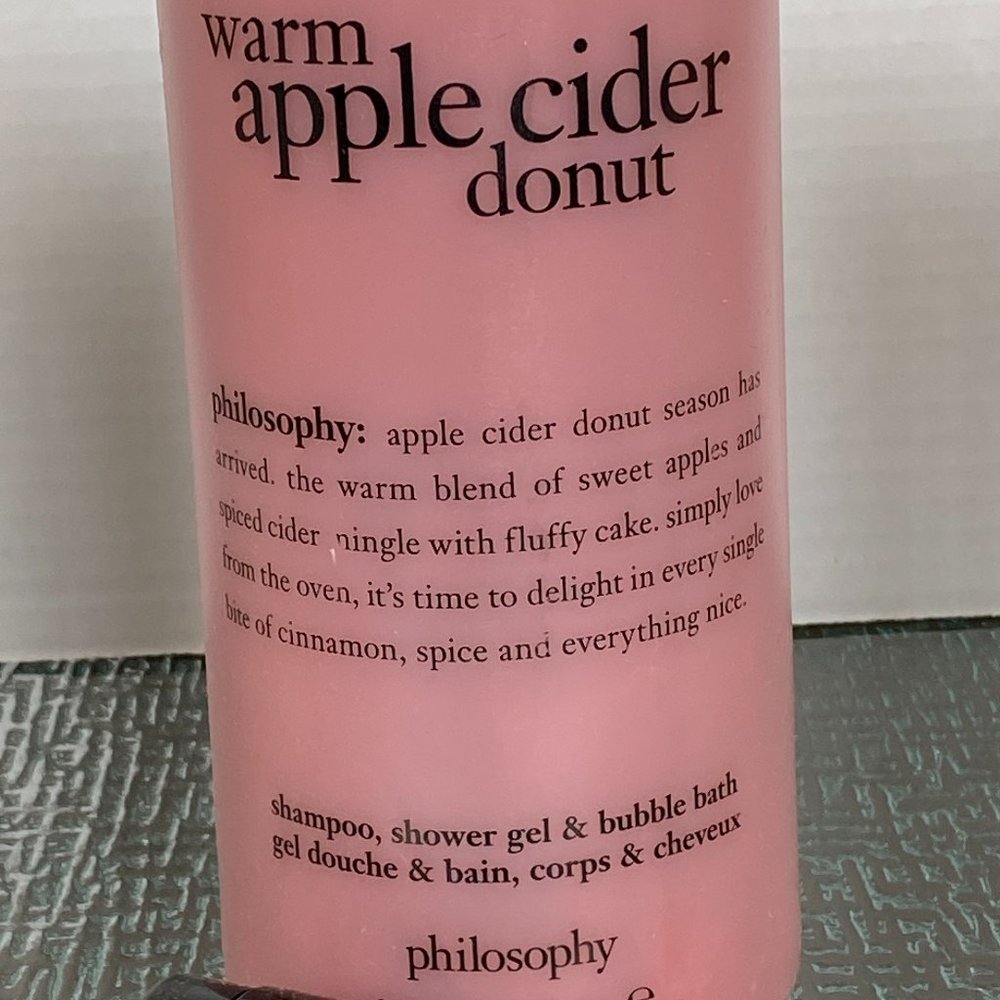 warm
apple cider
donut
philosophy: apple cider donut season has
arrived. the warm blend of sweet apples and
spiced cider ningle with fluffy cake. simply love
from the oven, it's time to delight in every single
bite of cinnamon, spice and everything nice.
shampoo, shower gel & bubble bath
gel douche & bain, corps & cheveux
philosophy